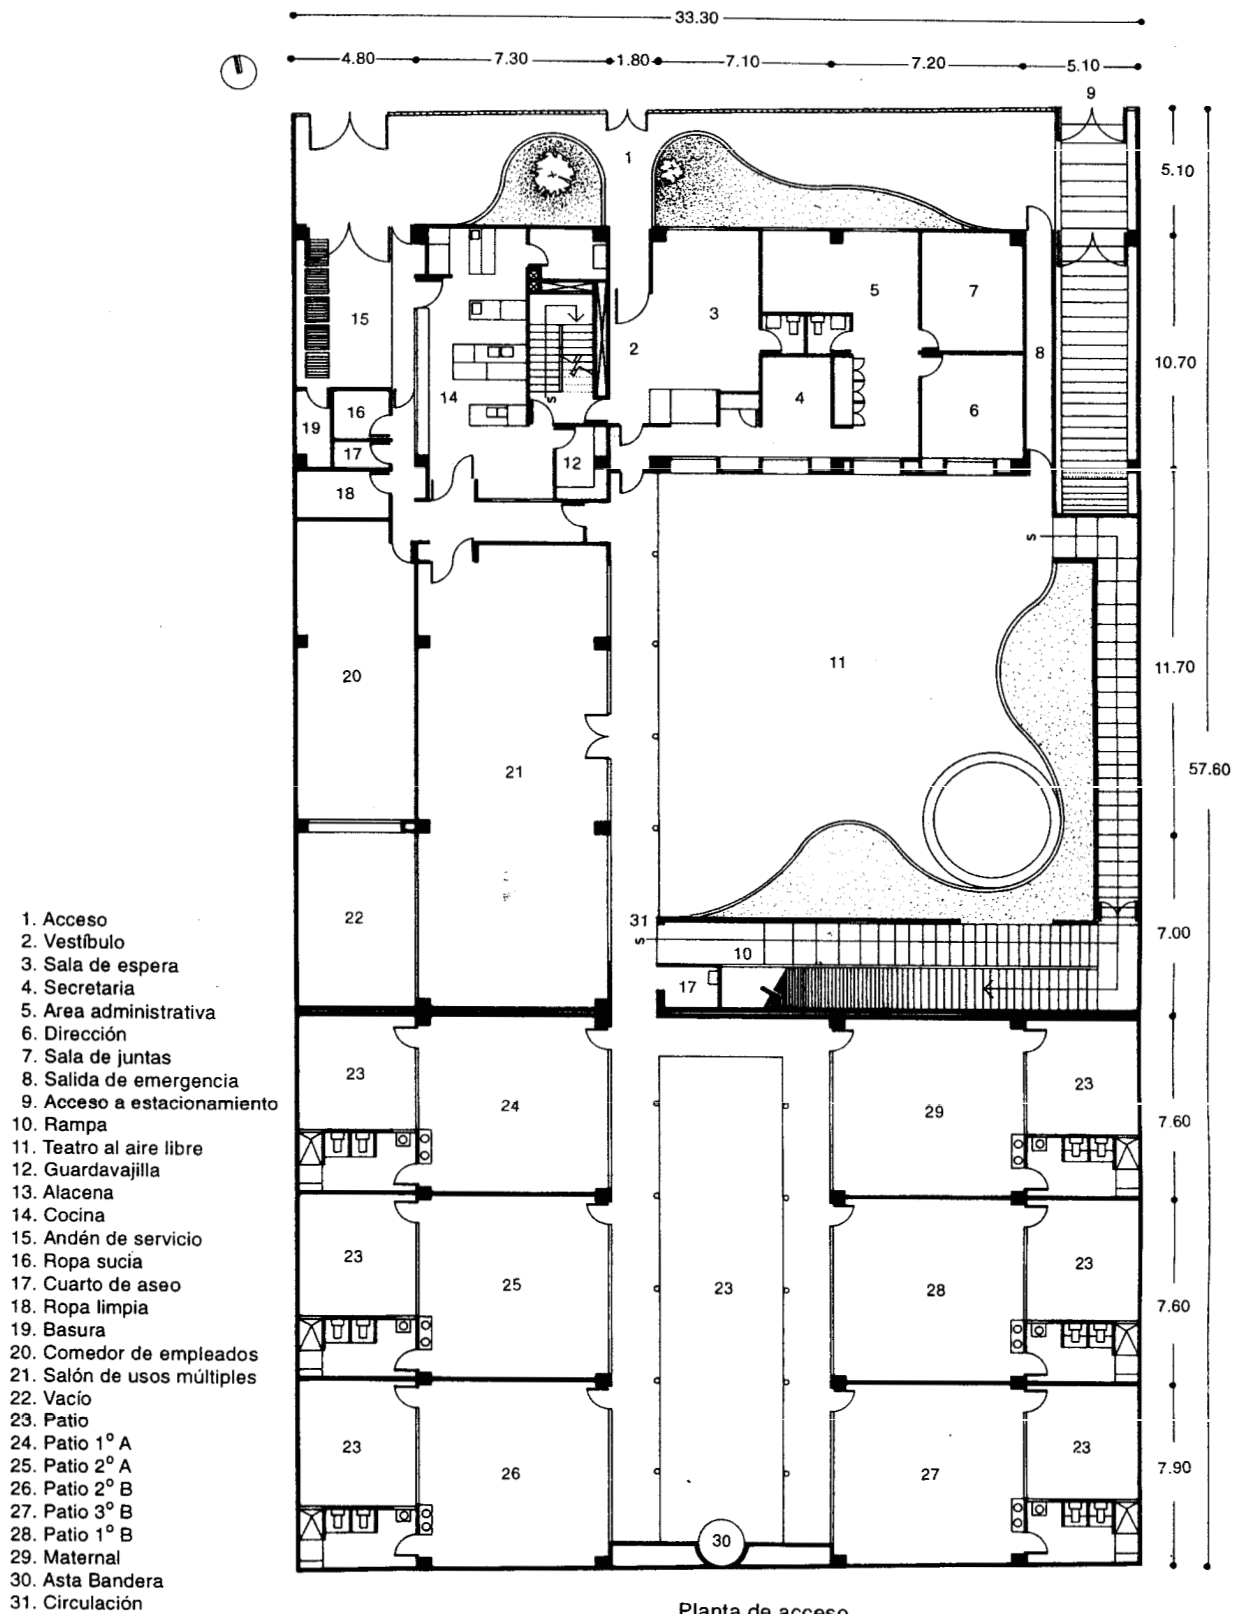 33.30
4.80 7.30 1.80 7.10 7.20 5.10
9
1
5.10
15 3 5 7
2 8 10.70
14 4 6
16
19 17 12
18
s
s
20 11 11.70
21 57.60
22 31 7.00
s 10
17
23 24 29 23 7.60
23 25 23 28 23 7.60
23 26 27 23 7.90
30
1. Acceso
2. Vestíbulo
3. Sala de espera
4. Secretaria
5. Area administrativa
6. Dirección
7. Sala de juntas
8. Salida de emergencia
9. Acceso a estacionamiento
10. Rampa
11. Teatro al aire libre
12. Guardavajilla
13. Alacena
14. Cocina
15. Andén de servicio
16. Ropa sucia
17. Cuarto de aseo
18. Ropa limpia
19. Basura
20. Comedor de empleados
21. Salón de usos múltiples
22. Vacío
23. Patio
24. Patio 1º A
25. Patio 2º A
26. Patio 2º B
27. Patio 3º B
28. Patio 1º B
29. Maternal
30. Asta Bandera
31. Circulación
Planta de acceso